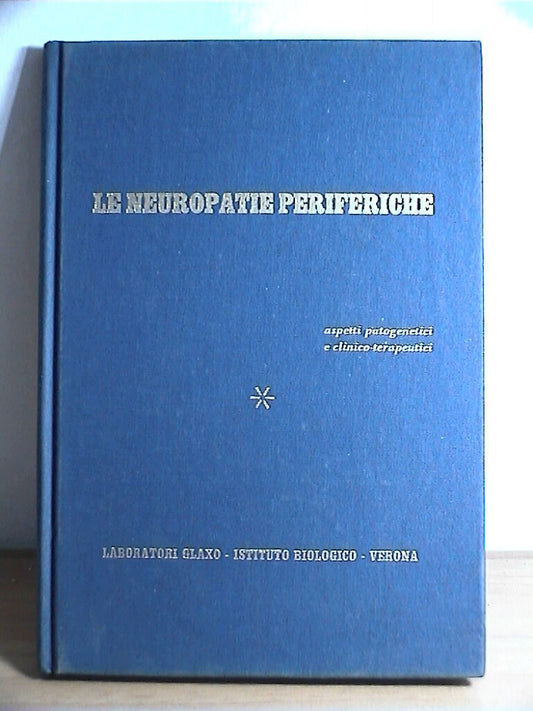 LE NEUROPATIE PERIFERICHE
aspetti patogenetici
e clinico-terapeutici
LABORATORI GLAXO - ISTITUTO BIOLOGICO - VERONA